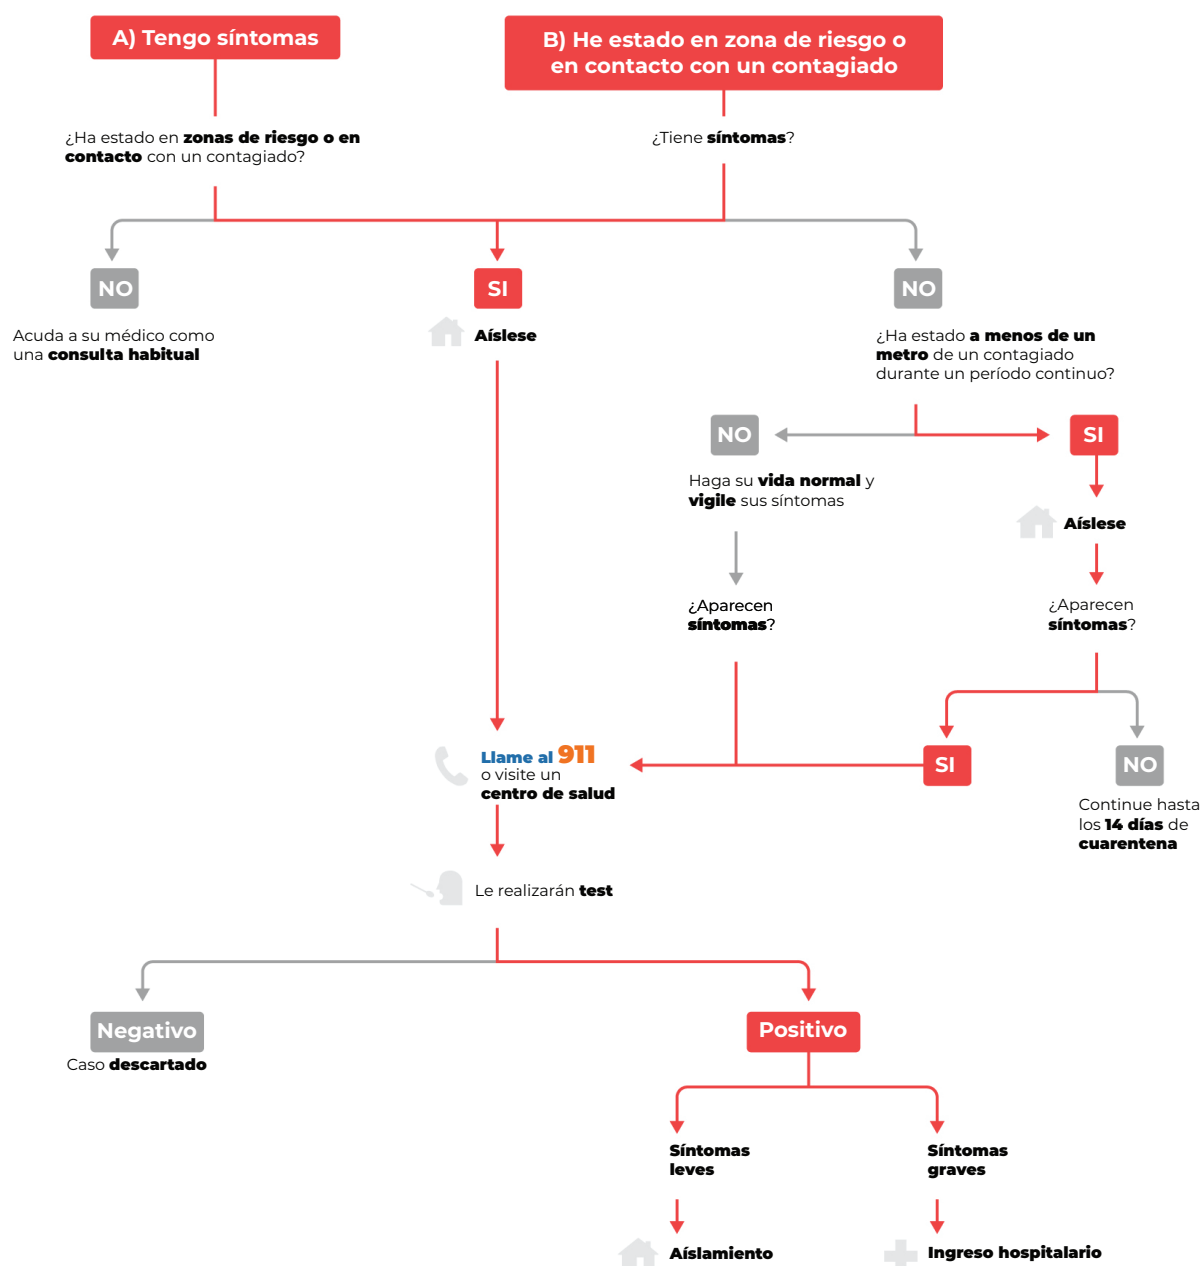 A) Tengo síntomas
B) He estado en zona de riesgo o
en contacto con un contagiado
¿Ha estado en zonas de riesgo o en
contacto con un contagiado?
¿Tiene síntomas?
NO
SI
NO
Acuda a su médico como
una consulta habitual
Aíslese
¿Ha estado a menos de un
metro de un contagiado
durante un período continuo?
NO
SI
Haga su vida normal y
vigile sus síntomas
Aíslese
¿Aparecen
síntomas?
¿Aparecen
síntomas?
Llame al 911
o visite un
centro de salud
SI
NO
Continue hasta
los 14 días de
cuarentena
Le realizarán test
Negativo
Caso descartado
Positivo
Síntomas
leves
Síntomas
graves
Aíslamiento
Ingreso hospitalario